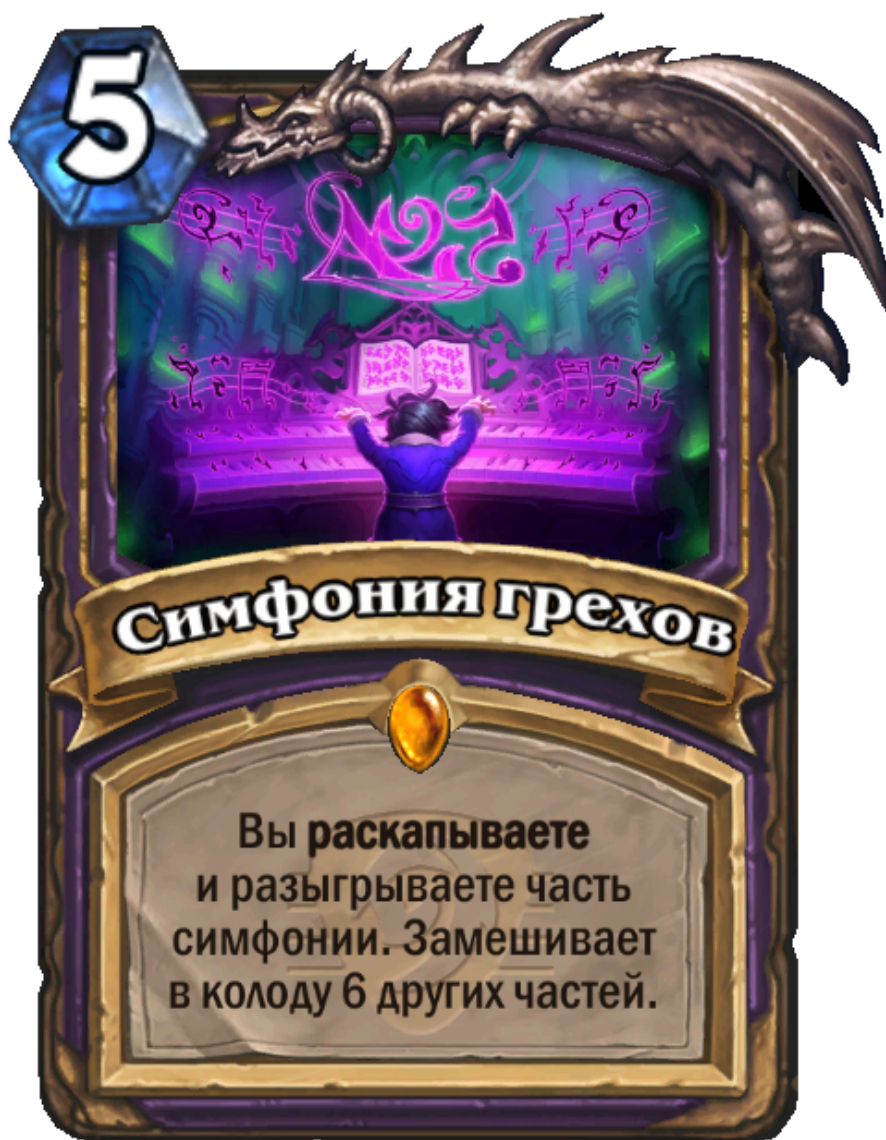 5
Симфония грехов
Вы раскапываете
и разыгрываете часть
симфонии. Замешивает
в колоду 6 других частей.